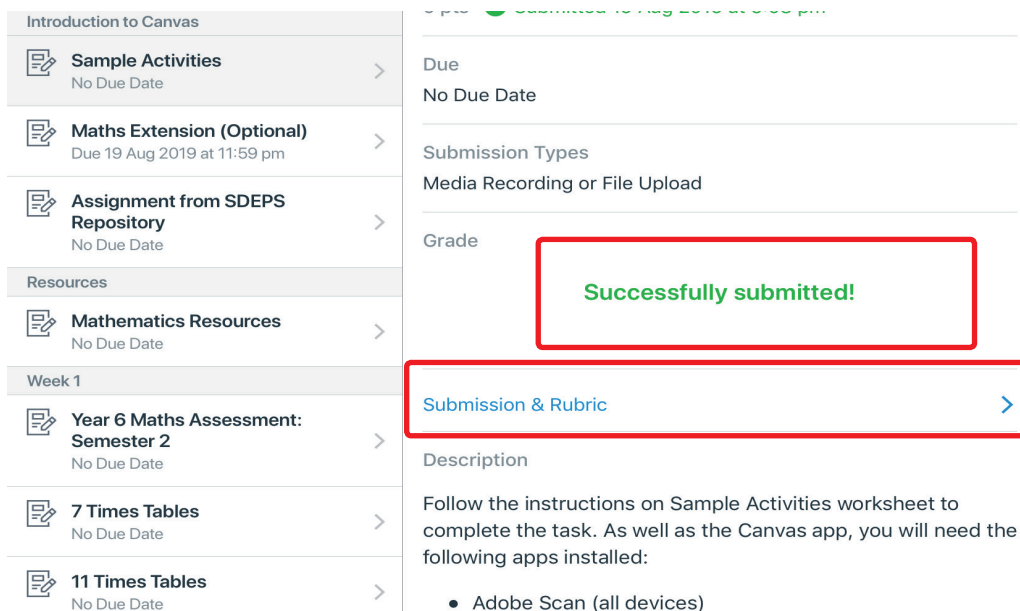 Introduction to Canvas
Sample Activities
No Due Date
Maths Extension (Optional)
Due 19 Aug 2019 at 11:59 pm
Assignment from SDEPS
Repository
No Due Date
Resources
Mathematics Resources
No Due Date
Week 1
Year 6 Maths Assessment:
Semester 2
No Due Date
7 Times Tables
No Due Date
11 Times Tables
No Due Date
Due
No Due Date
Submission Types
Media Recording or File Upload
Grade
Successfully submitted!
Submission & Rubric
Description
Follow the instructions on Sample Activities worksheet to
complete the task. As well as the Canvas app, you will need the
following apps installed:
• Adobe Scan (all devices)